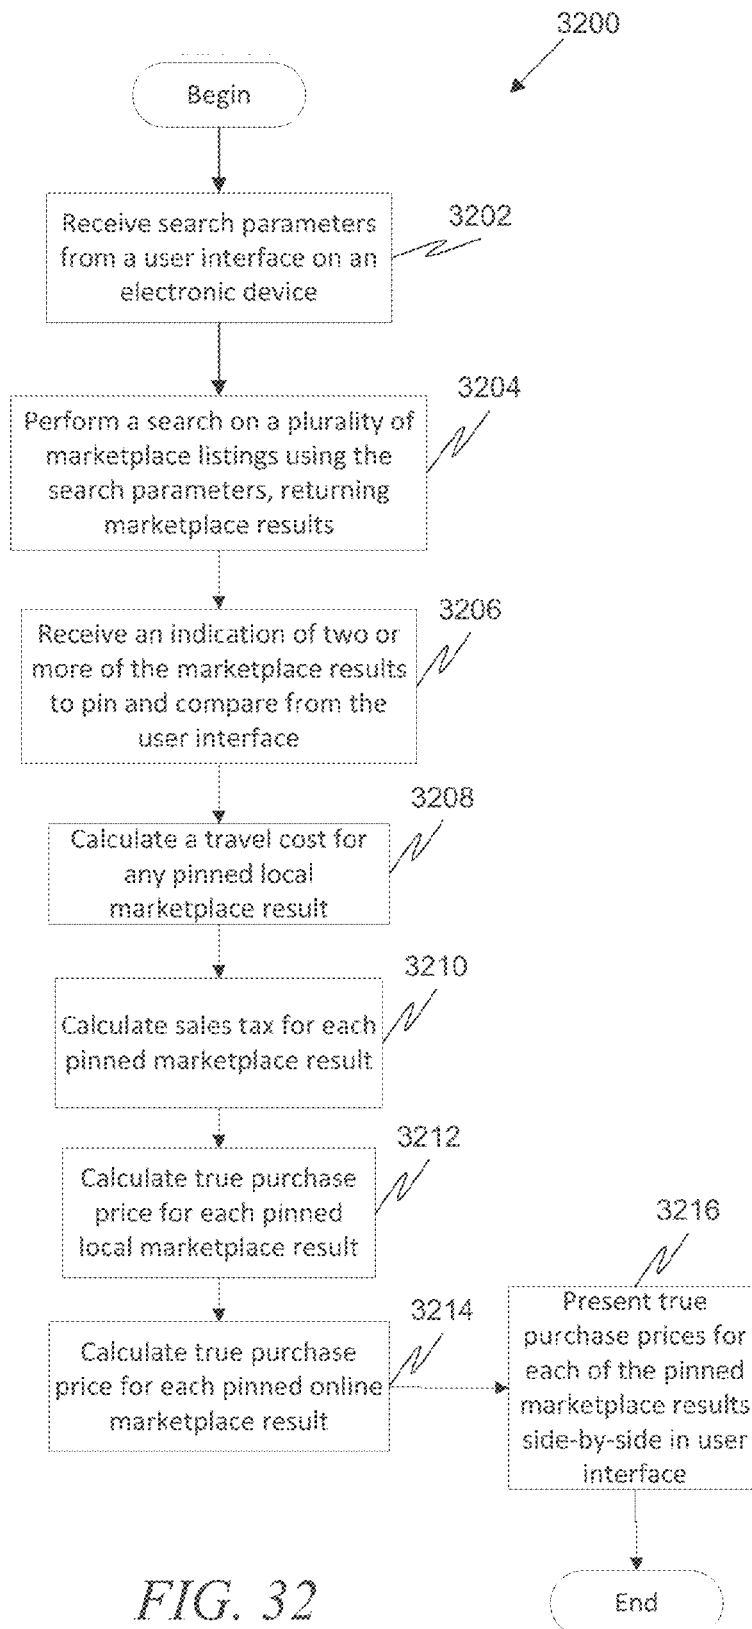 3200
Begin
Receive search parameters
from a user interface on an
electronic device
3202
Perform a search on a plurality of
marketplace listings using the
search parameters, returning
marketplace results
3204
Receive an indication of two or
more of the marketplace results
to pin and compare from the
user interface
3206
Calculate a travel cost for
any pinned local
marketplace result
3208
Calculate sales tax for each
pinned marketplace result
3210
Calculate true purchase
price for each pinned
local marketplace result
3212
Calculate true purchase
price for each pinned online
marketplace result
3214
Present true
purchase prices for
each of the pinned
marketplace results
side-by-side in user
interface
3216
End
FIG. 32